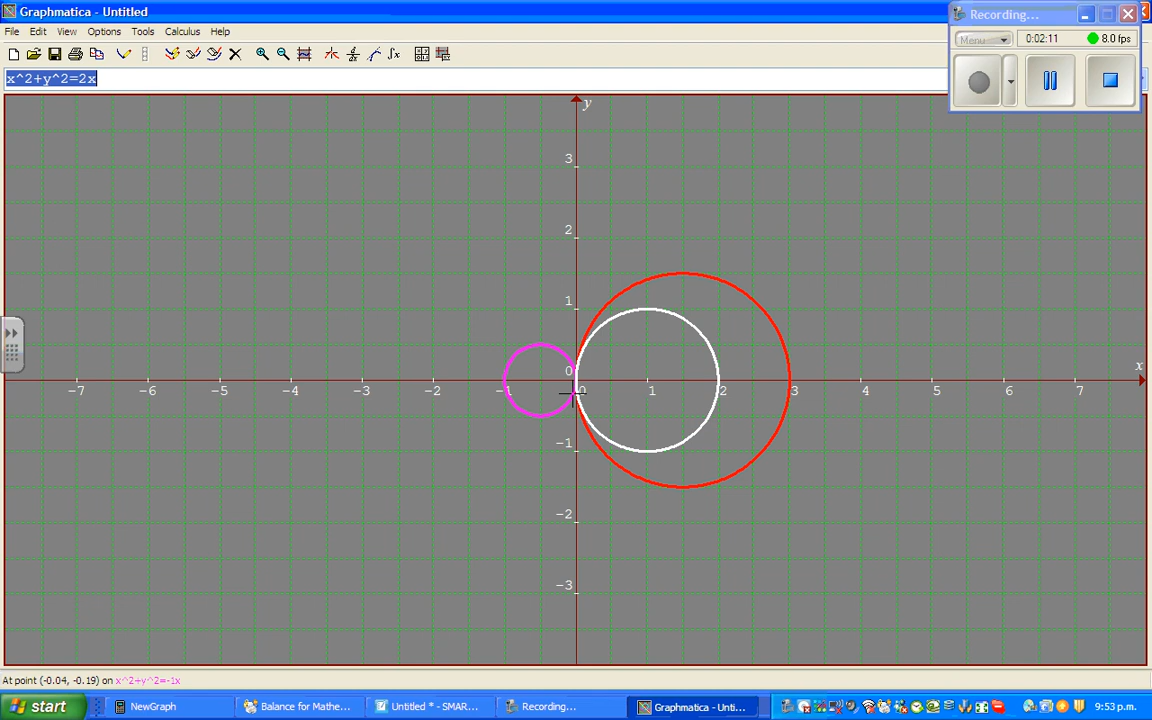 Graphmatica - Untitled
Recording...
File Edit View Options Tools Calculus Help
Menu 0:02:11 8.0 fps
x^2+y^2=2x
y
3
2
1
0
x
-7 -6 -5 -4 -3 -2 -1 0 1 2 3 4 5 6 7
-1
-2
-3
At point (-0.04, -0.19) on x^2+y^2=-1x
start NewGraph Balance for Mathe... Untitled * - SMAR... Recording... Graphmatica - Unti... 9:53 p.m.